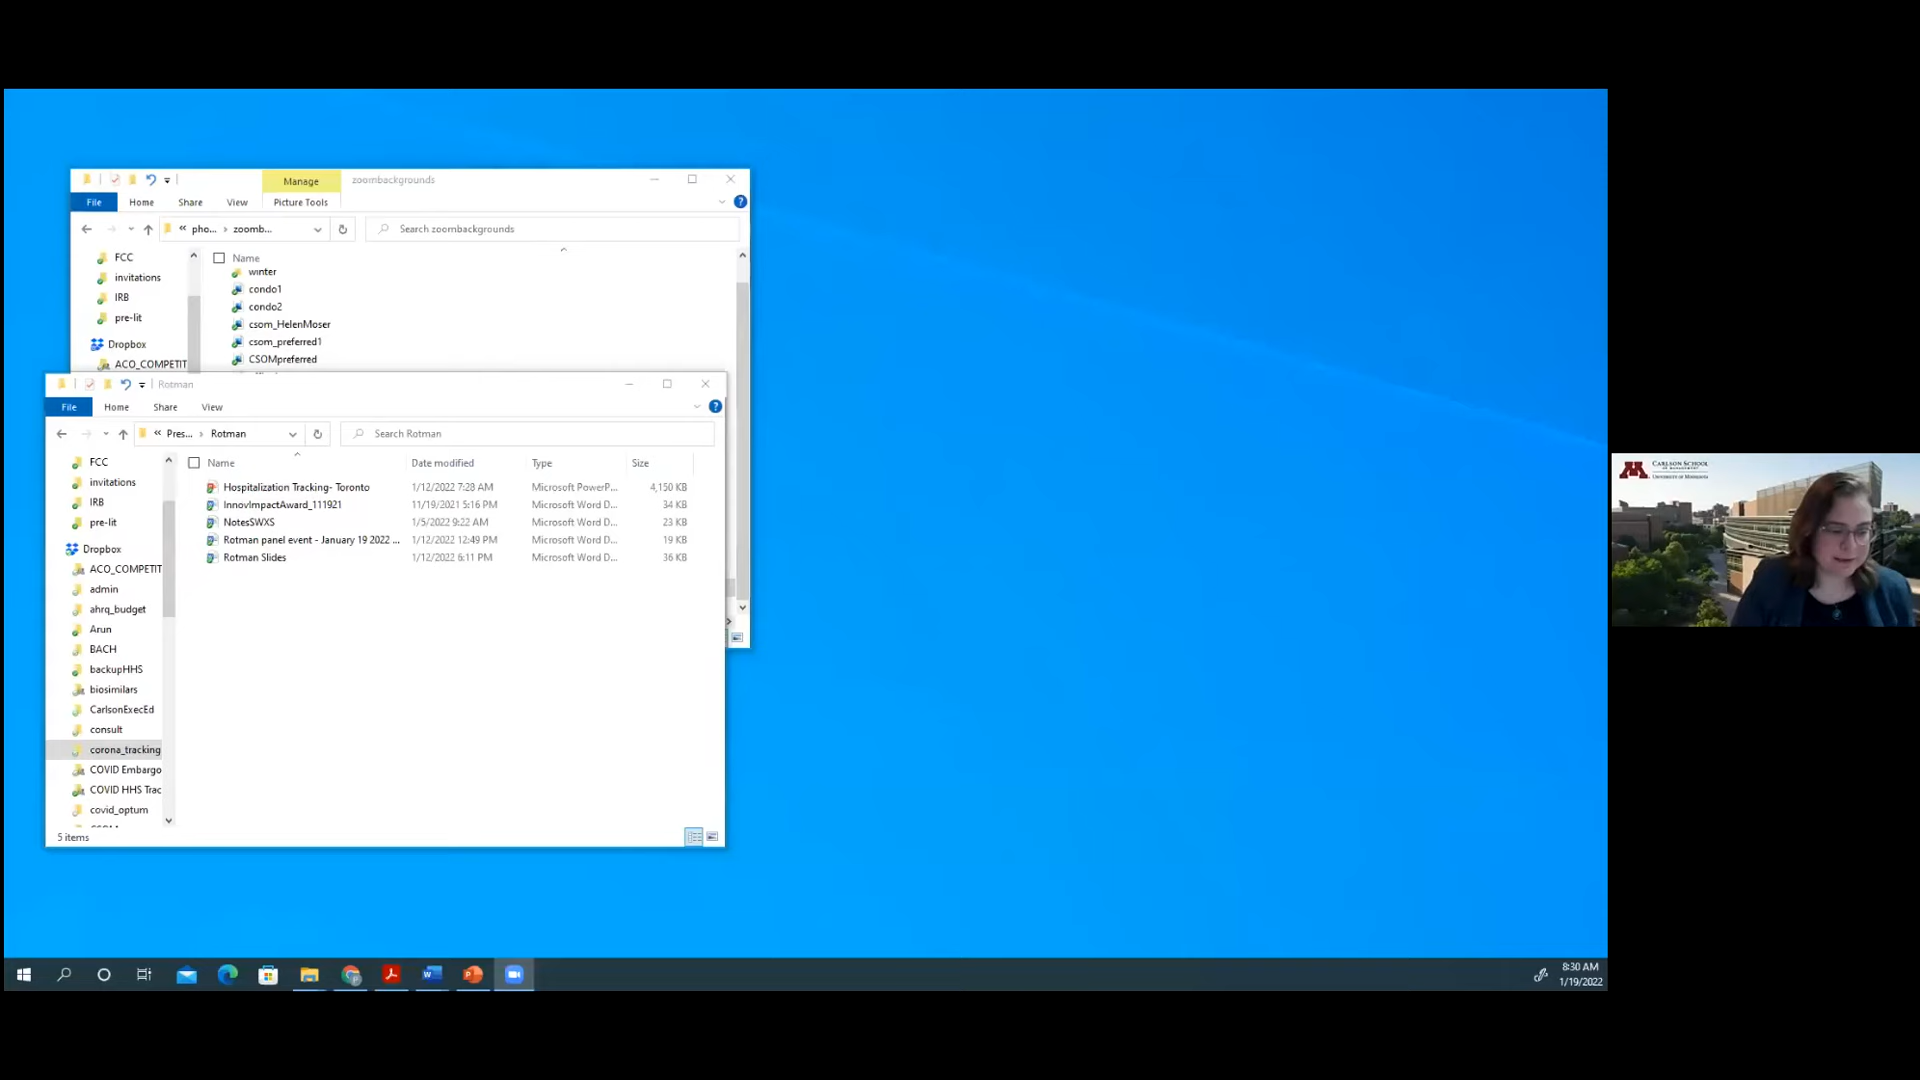 Manage
zoombackgrounds
File
Home
Share
View
Picture Tools
« pho... › zoomb...
Search zoombackgrounds
FCC
invitations
IRB
pre-lit
Dropbox
ACO_COMPETIT
Name
winter
condo1
condo2
csom_HelenMoser
csom_preferred1
CSOMpreferred
Rotman
File
Home
Share
View
« Pres... › Rotman
Search Rotman
FCC
invitations
IRB
pre-lit
Dropbox
ACO_COMPETIT
admin
ahrq_budget
Arun
BACH
backupHHS
biosimilars
CarlsonExecEd
consult
corona_tracking
COVID Embargo
COVID HHS Trac
covid_optum
Name Date modified Type Size
Hospitalization Tracking- Toronto 1/12/2022 7:28 AM Microsoft PowerP... 4,150 KB
InnovImpactAward_111921 11/19/2021 5:16 PM Microsoft Word D... 34 KB
NotesSWXS 1/5/2022 9:22 AM Microsoft Word D... 23 KB
Rotman panel event - January 19 2022 ... 1/12/2022 12:49 PM Microsoft Word D... 19 KB
Rotman Slides 1/12/2022 6:11 PM Microsoft Word D... 36 KB
5 items
8:30 AM
1/19/2022
CARLSON SCHOOL
OF MANAGEMENT
UNIVERSITY OF MINNESOTA